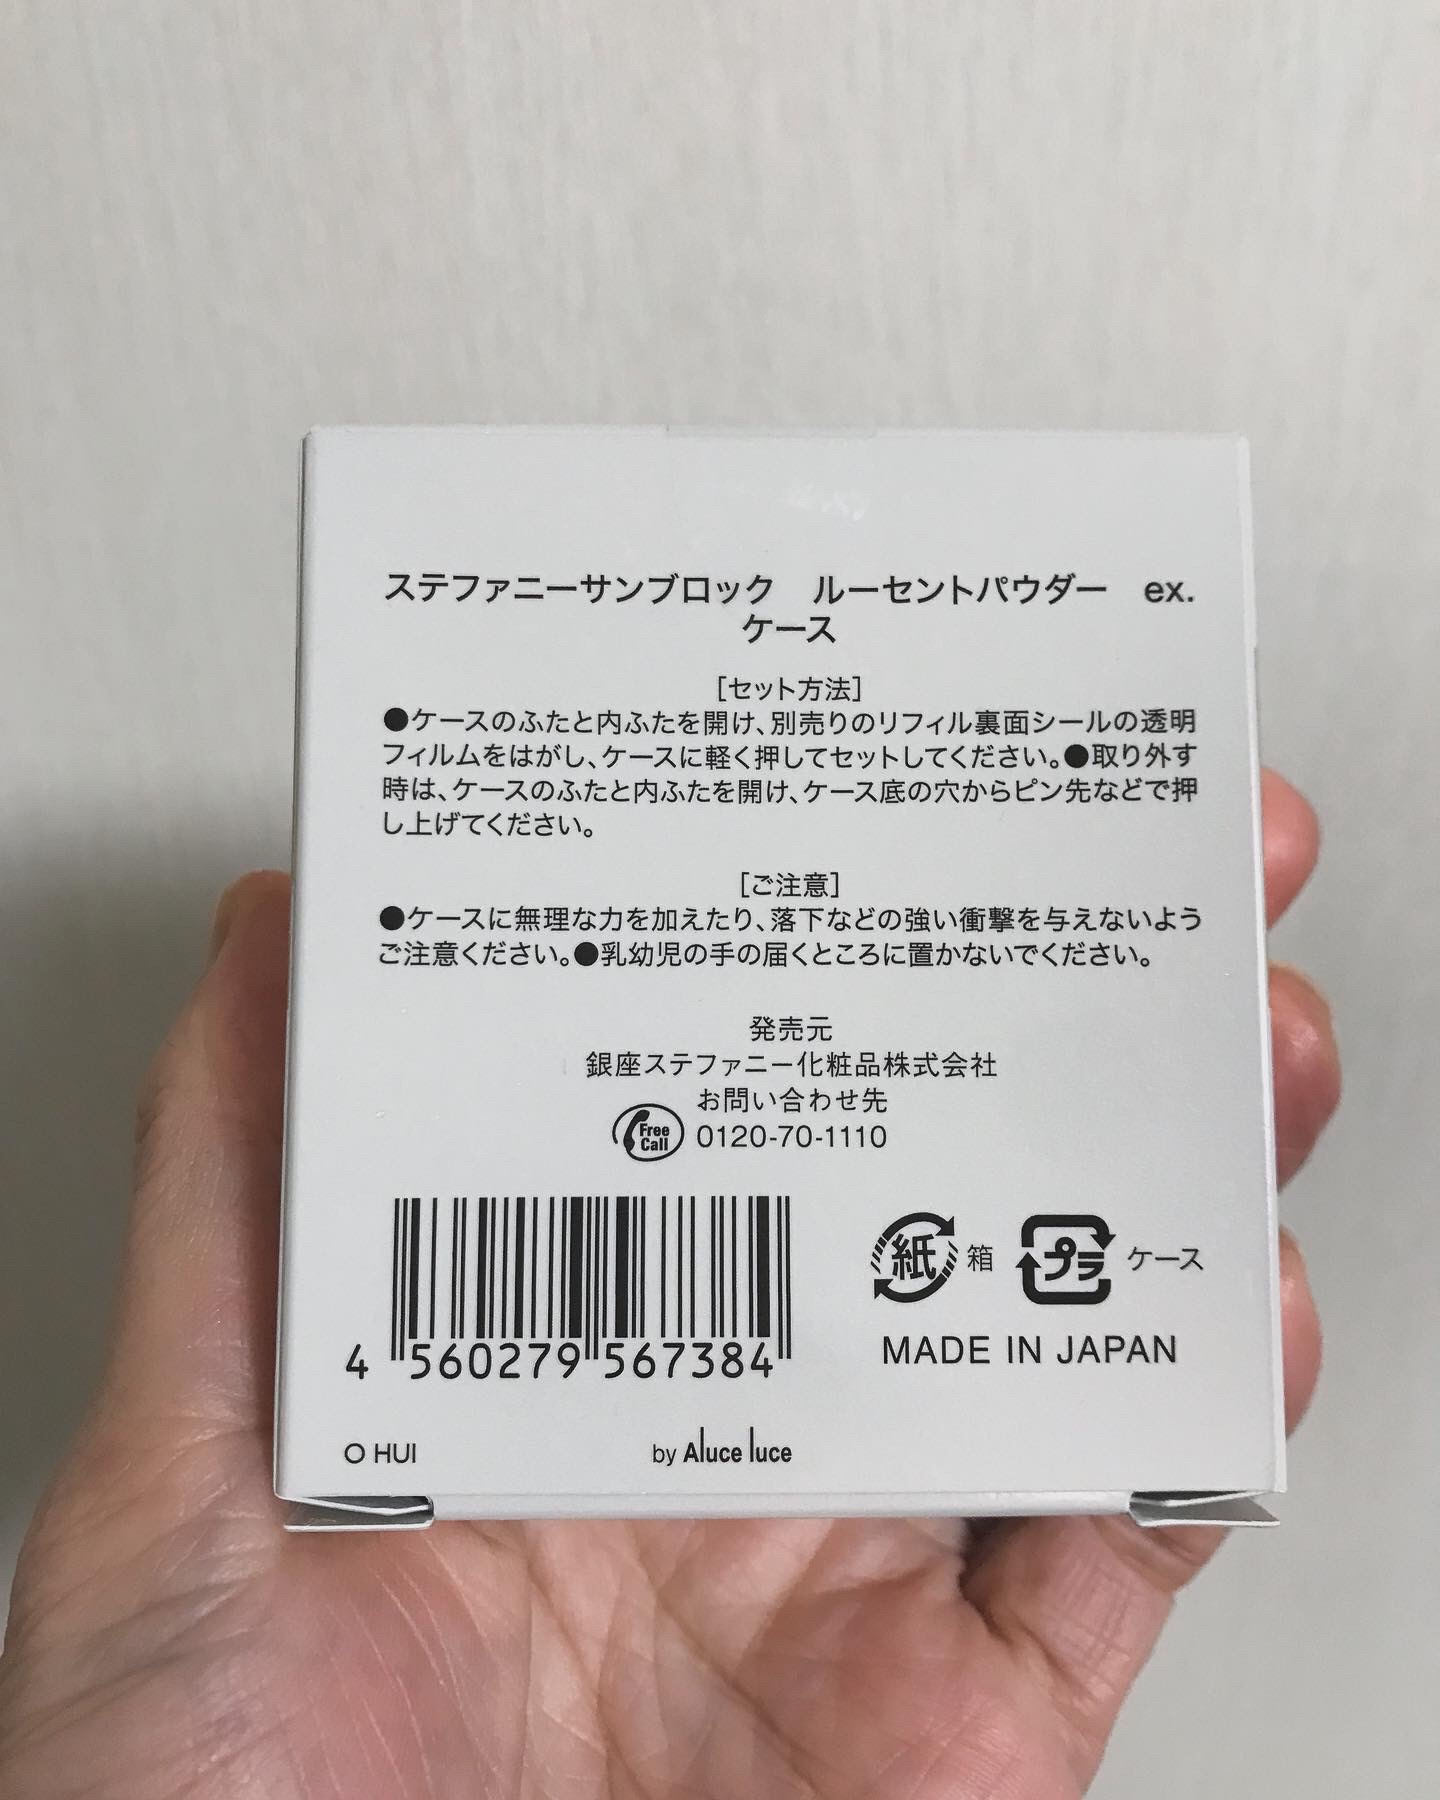 ステファニーサンブロック　ルーセントパウダー　ex.
ケース
［セット方法］
●ケースのふたと内ふたを開け、別売りのリフィル裏面シールの透明
フィルムをはがし、ケースに軽く押してセットしてください。●取り外す
時は、ケースのふたと内ふたを開け、ケース底の穴からピン先などで押
し上げてください。
［ご注意］
●ケースに無理な力を加えたり、落下などの強い衝撃を与えないよう
ご注意ください。●乳幼児の手の届くところに置かないでください。
発売元
銀座ステファニー化粧品株式会社
お問い合わせ先
Free Call 0120-70-1110
紙 箱 プラ ケース
4 560279 567384
MADE IN JAPAN
O HUI by Aluce luce